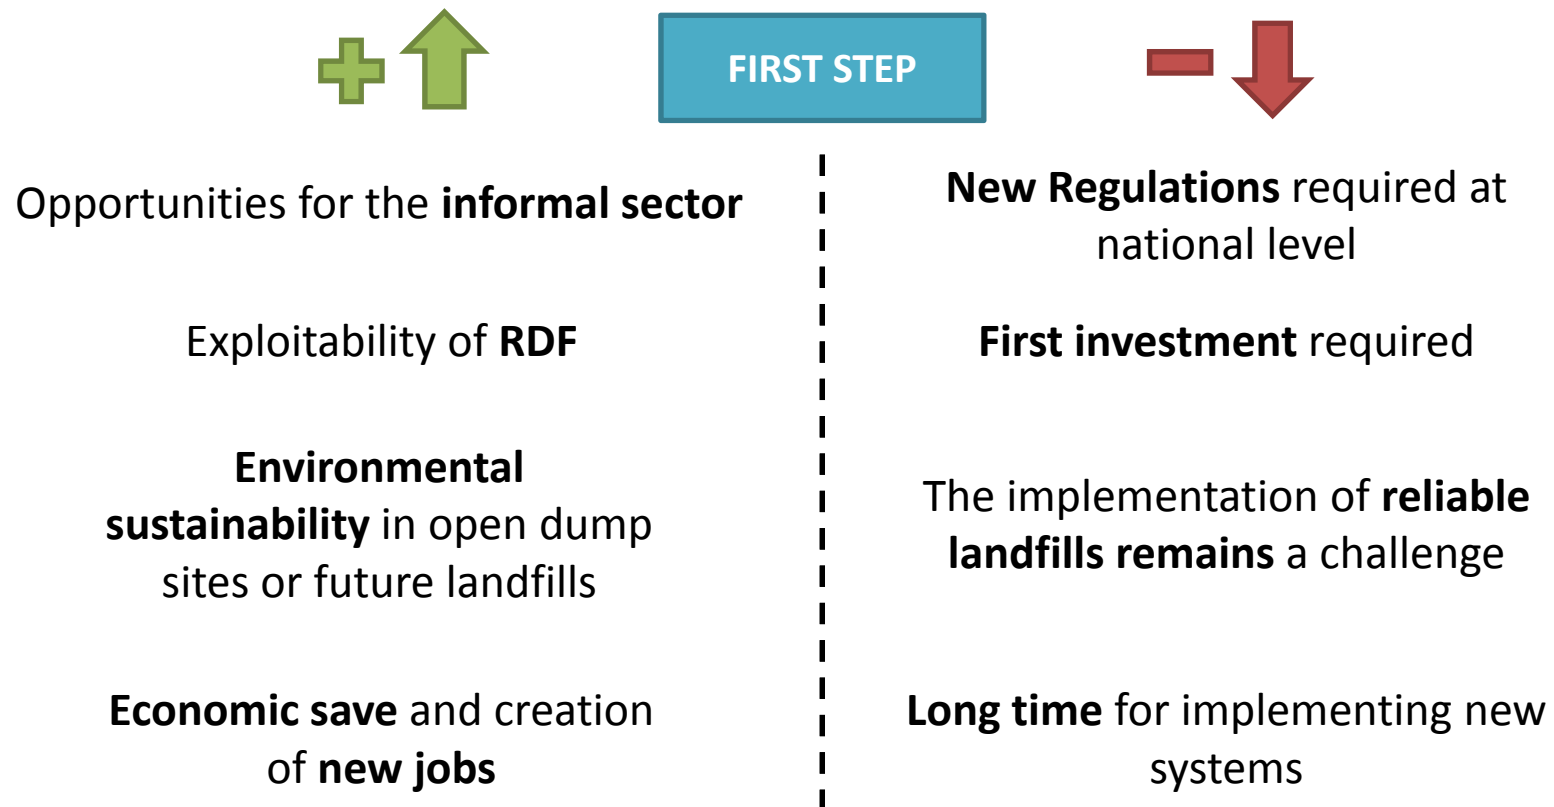 FIRST STEP
Opportunities for the informal sector
Exploitability of RDF
Environmental
sustainability in open dump
sites or future landfills
Economic save and creation
of new jobs
New Regulations required at
national level
First investment required
The implementation of reliable
landfills remains a challenge
Long time for implementing new
systems